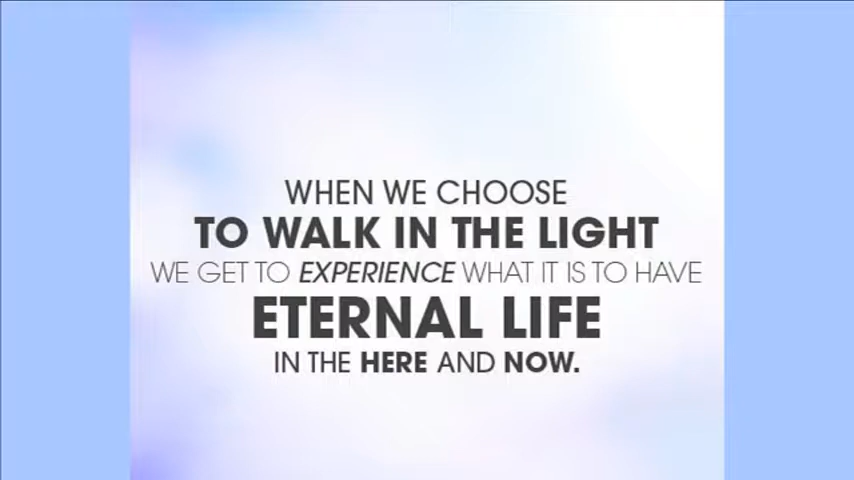 WHEN WE CHOOSE
TO WALK IN THE LIGHT
WE GET TO EXPERIENCE WHAT IT IS TO HAVE
ETERNAL LIFE
IN THE HERE AND NOW.